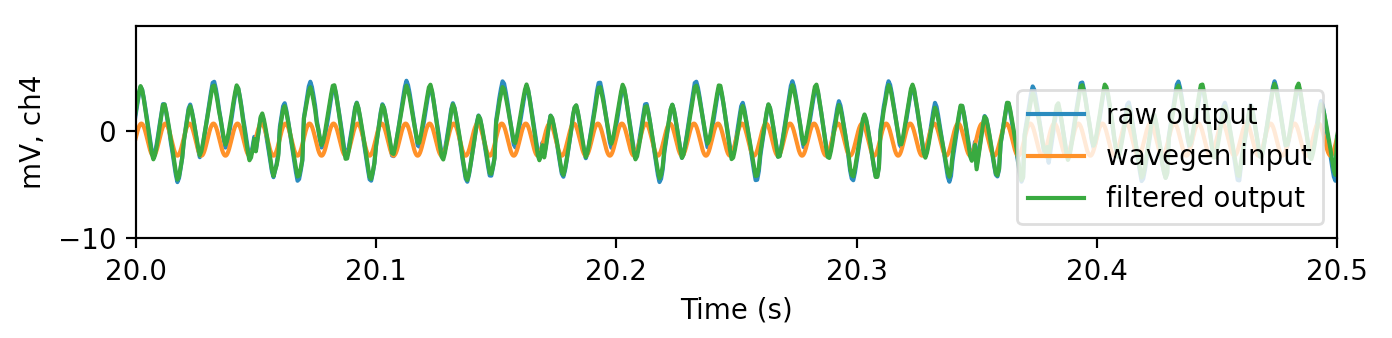 mV, ch4
0
−10
20.0 20.1 20.2 20.3 20.4 20.5
Time (s)
raw output
wavegen input
filtered output